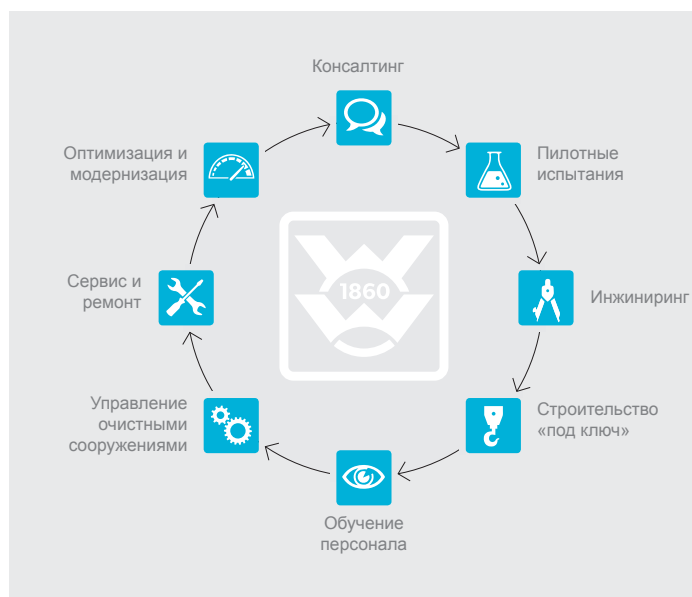 Консалтинг
Пилотные
испытания
Инжиниринг
Строительство
«под ключ»
Обучение
персонала
Управление
очистными
сооружениями
Сервис и
ремонт
Оптимизация и
модернизация
W
1860